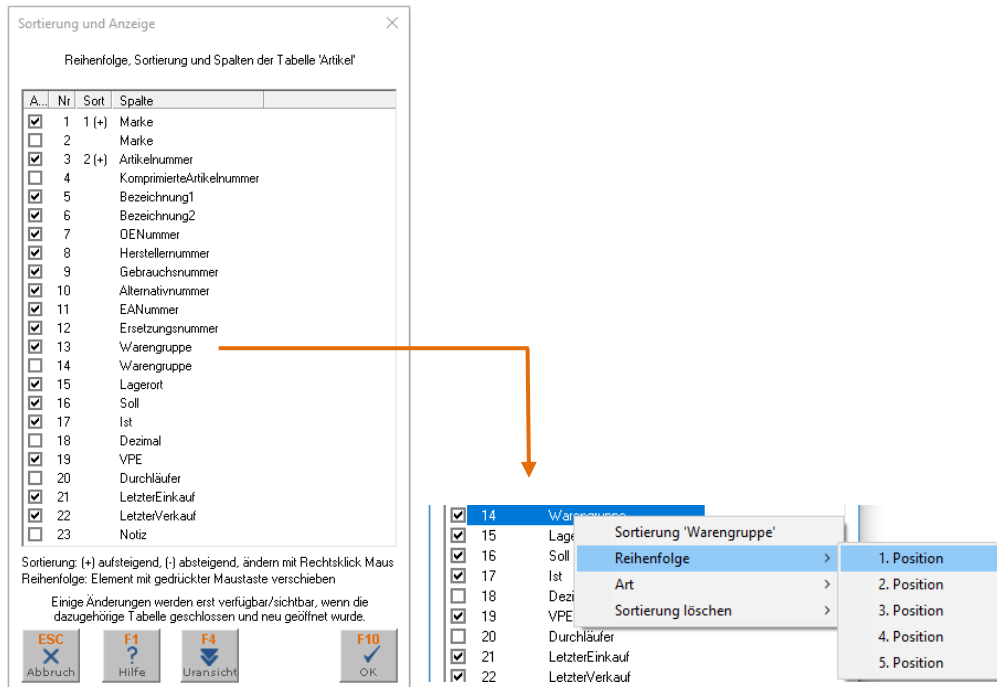 Sortierung und Anzeige
Reihenfolge, Sortierung und Spalten der Tabelle 'Artikel'
A... Nr Sort Spalte
1 1 (+) Marke
2 Marke
3 2 (+) Artikelnummer
4 KomprimierteArtikelnummer
5 Bezeichnung1
6 Bezeichnung2
7 OENummer
8 Herstellernummer
9 Gebrauchsnummer
10 Alternativnummer
11 EANummer
12 Ersetzungsnummer
13 Warengruppe
14 Warengruppe
15 Lagerort
16 Soll
17 Ist
18 Dezimal
19 VPE
20 Durchläufer
21 LetzterEinkauf
22 LetzterVerkauf
23 Notiz
Sortierung: (+) aufsteigend, (-) absteigend, ändern mit Rechtsklick Maus
Reihenfolge: Element mit gedrückter Maustaste verschieben
Einige Änderungen werden erst verfügbar/sichtbar, wenn die
dazugehörige Tabelle geschlossen und neu geöffnet wurde.
ESC Abbruch
F1 ? Hilfe
F4 Uransicht
F10 OK
14 Warengruppe
15 Lage
16 Soll
17 Ist
18 Dezi
19 VPE
20 Durchläufer
21 LetzterEinkauf
22 LetzterVerkauf
Sortierung 'Warengruppe'
Reihenfolge >
Art >
Sortierung löschen >
1. Position
2. Position
3. Position
4. Position
5. Position